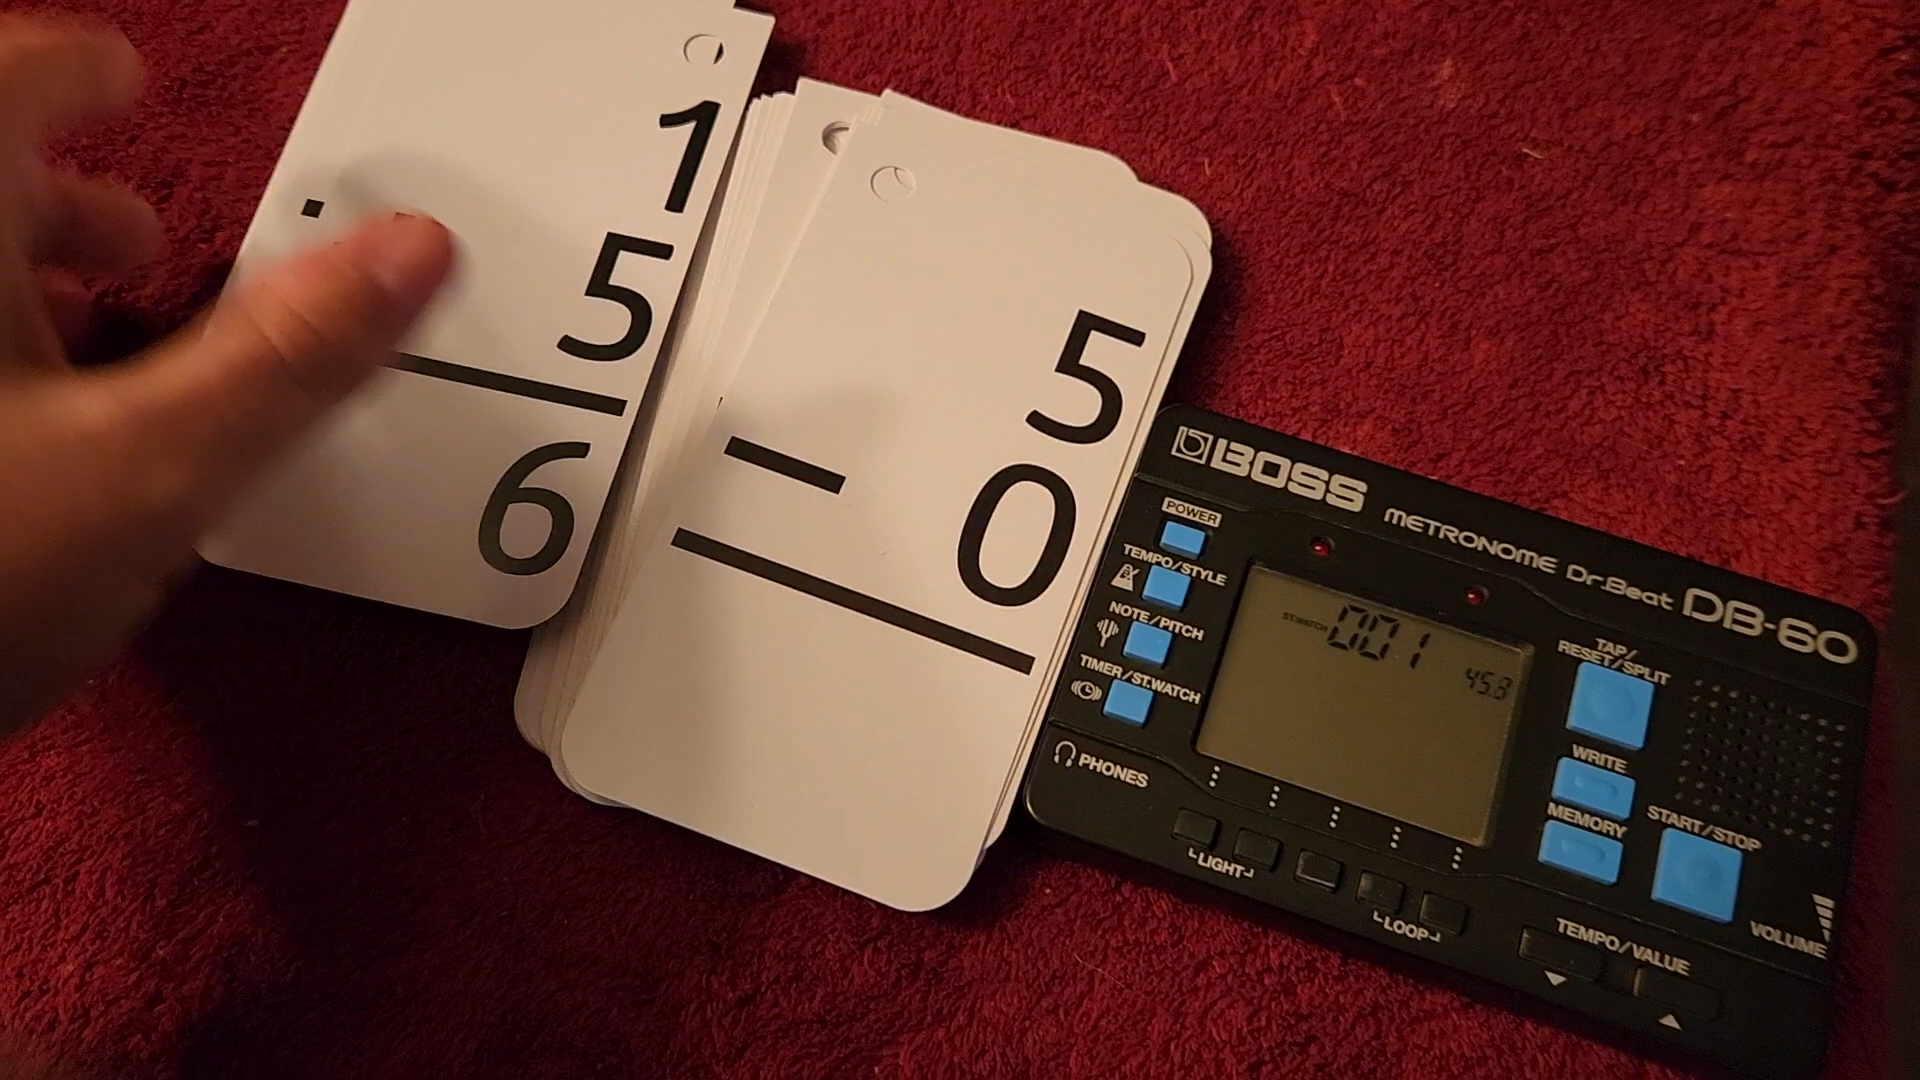 1
5
6
5
− 0
BOSS METRONOME Dr.Beat DB-60
POWER
TEMPO/STYLE
NOTE/PITCH
TIMER/ST.WATCH
PHONES
ST.WATCH 001
45.8
TAP/
RESET/SPLIT
WRITE
MEMORY
START/STOP
LIGHT
LOOP
TEMPO/VALUE
VOLUME